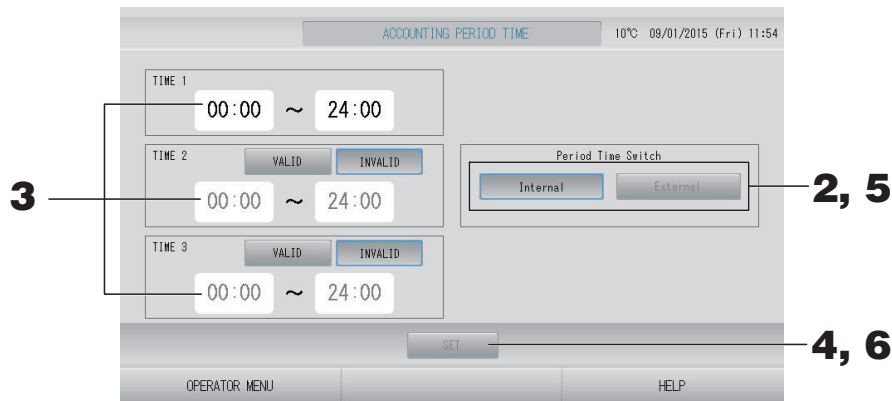 ACCOUNTING PERIOD TIME
10°C 09/01/2015 (Fri) 11:54
TIME 1
00:00 ~ 24:00
TIME 2
VALID
INVALID
00:00 ~ 24:00
TIME 3
VALID
INVALID
00:00 ~ 24:00
3
Period Time Switch
Internal
External
2, 5
SET
4, 6
OPERATOR MENU
HELP